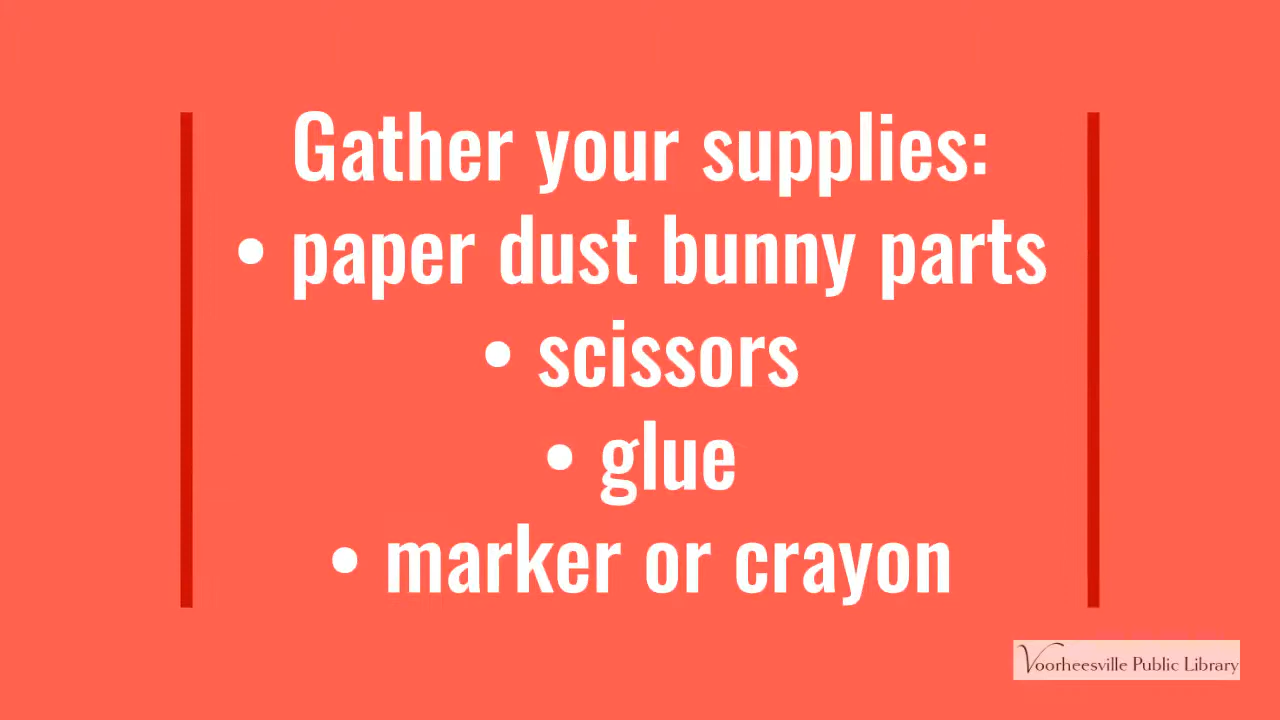 Gather your supplies:
• paper dust bunny parts
• scissors
• glue
• marker or crayon
Voorheesville Public Library